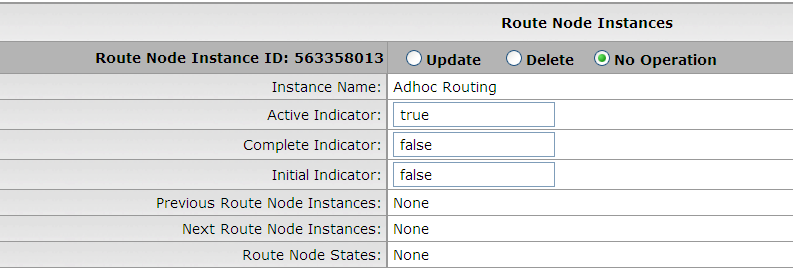 Route Node Instances
Route Node Instance ID: 563358013 Update Delete No Operation
Instance Name: Adhoc Routing
Active Indicator: true
Complete Indicator: false
Initial Indicator: false
Previous Route Node Instances: None
Next Route Node Instances: None
Route Node States: None